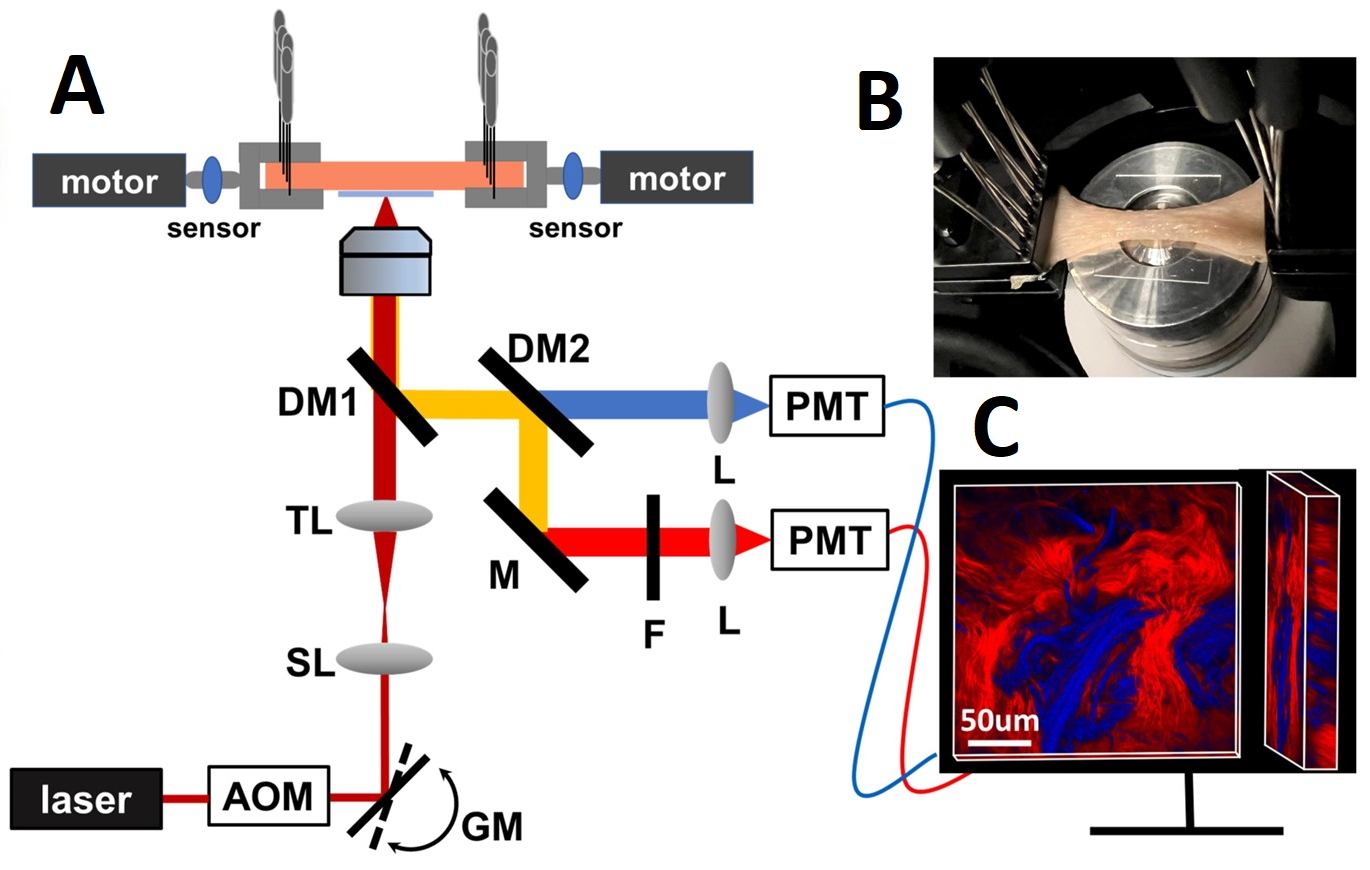 A
B
motor
motor
sensor
sensor
DM2
DM1
PMT
C
L
TL
PMT
M
F
L
SL
50um
laser
AOM
GM